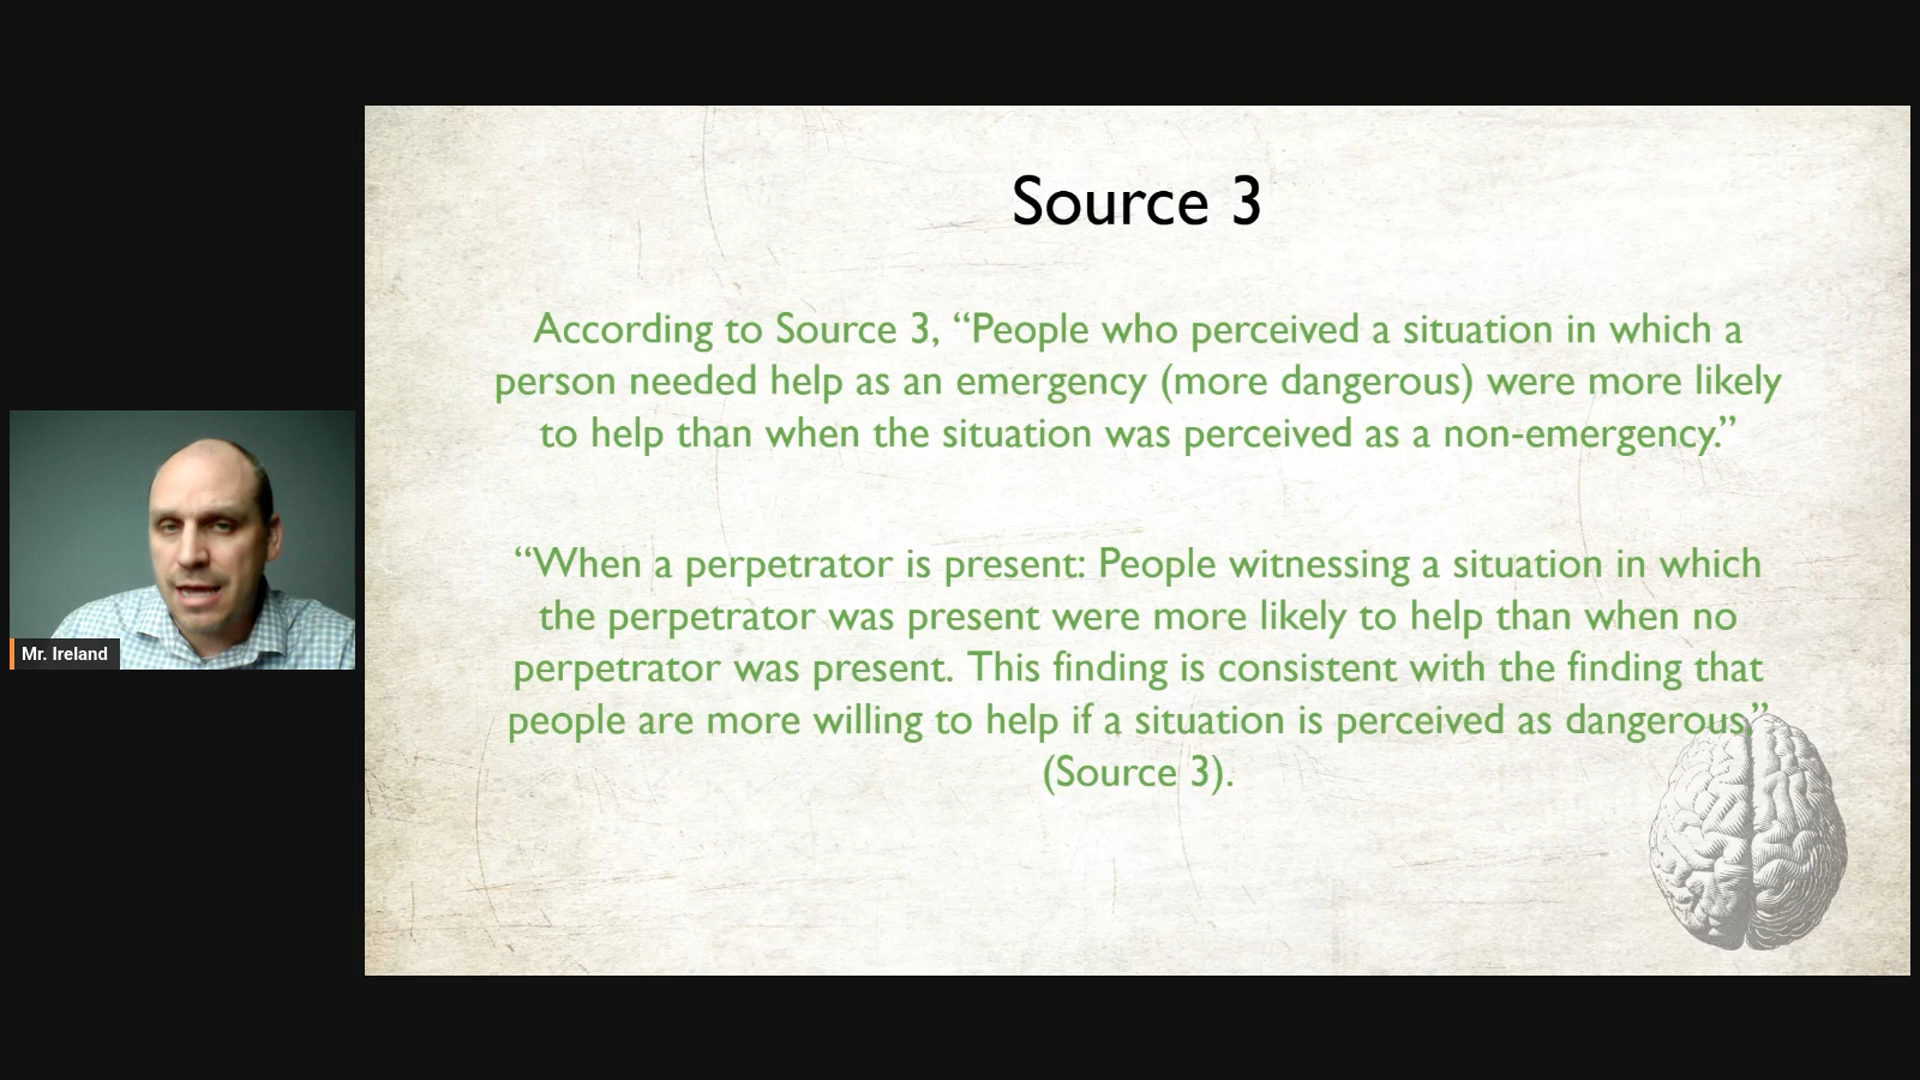 Source 3
According to Source 3, “People who perceived a situation in which a
person needed help as an emergency (more dangerous) were more likely
to help than when the situation was perceived as a non-emergency.”
“When a perpetrator is present: People witnessing a situation in which
the perpetrator was present were more likely to help than when no
perpetrator was present. This finding is consistent with the finding that
people are more willing to help if a situation is perceived as dangerous.”
(Source 3).
Mr. Ireland